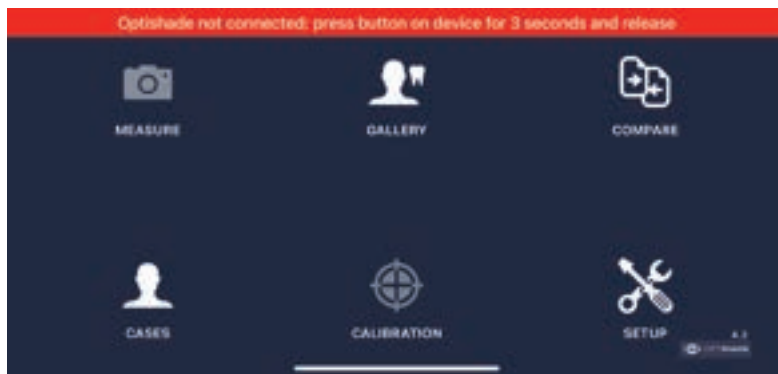 Optishade not connected: press button on device for 3 seconds and release
MEASURE
GALLERY
COMPARE
CASES
CALIBRATION
SETUP